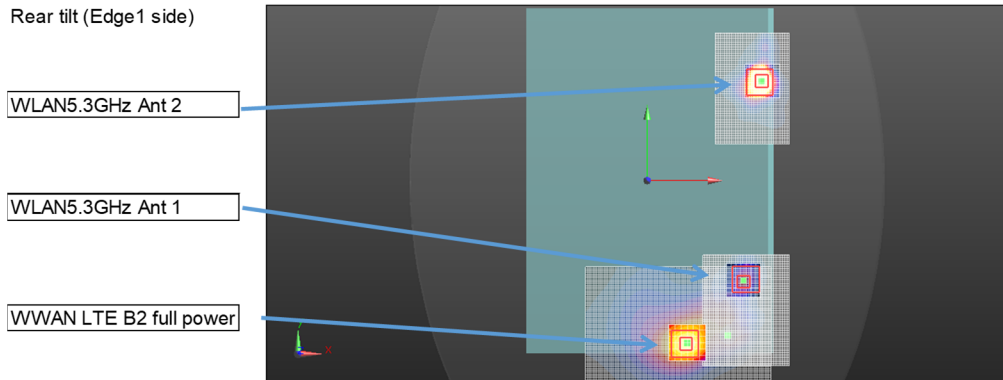 Rear tilt (Edge1 side)
WLAN5.3GHz Ant 2
WLAN5.3GHz Ant 1
WWAN LTE B2 full power
X